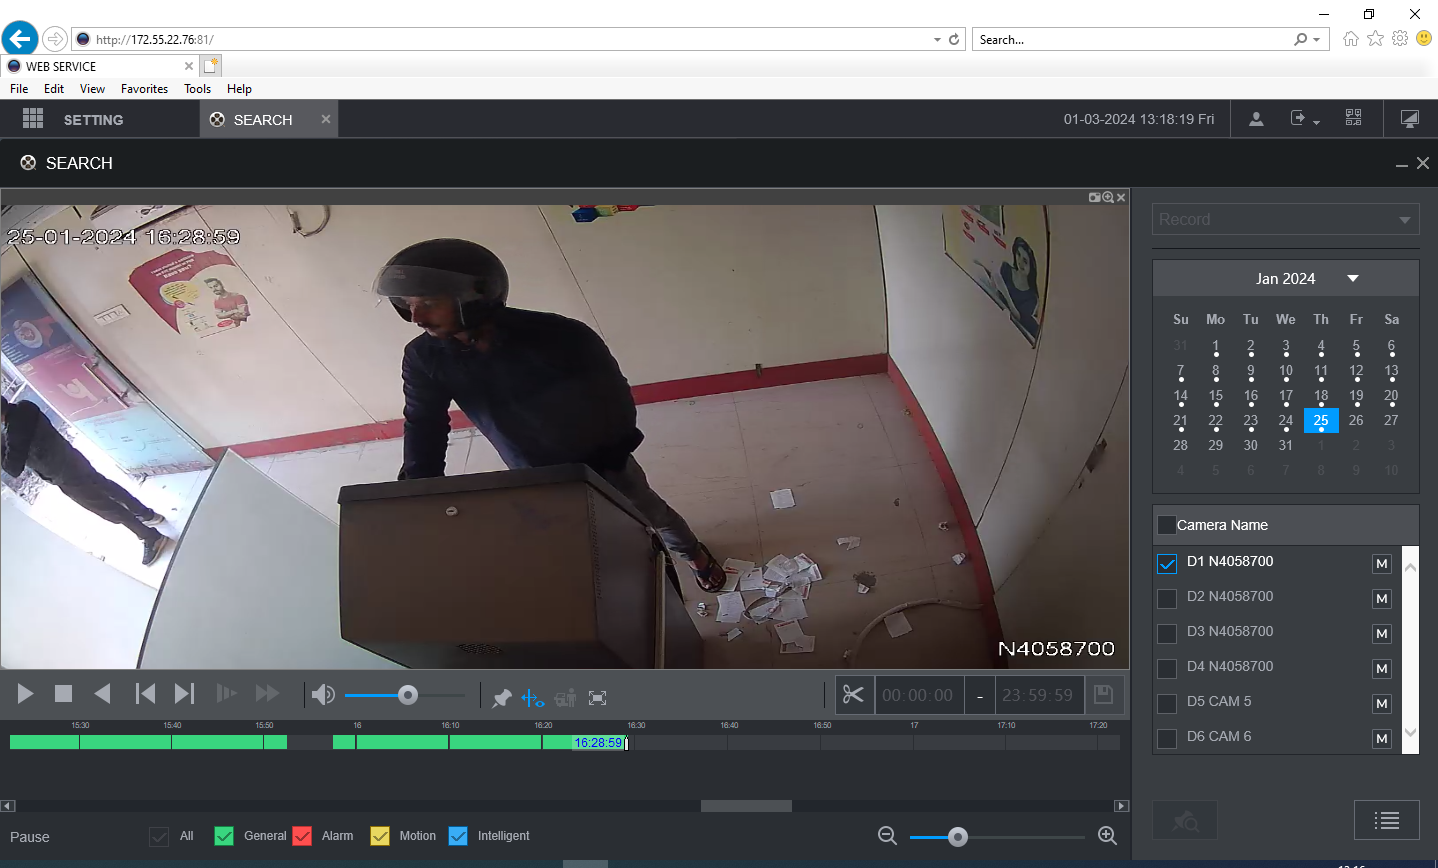 http://172.55.22.76:81/
Search...
WEB SERVICE
File Edit View Favorites Tools Help
SETTING
SEARCH
01-03-2024 13:18:19 Fri
SEARCH
25-01-2024 16:28:59
Have you?
N4058700
Record
Jan 2024
Su Mo Tu We Th Fr Sa
31 1 2 3 4 5 6
7 8 9 10 11 12 13
14 15 16 17 18 19 20
21 22 23 24 25 26 27
28 29 30 31 1 2 3
4 5 6 7 8 9 10
Camera Name
D1 N4058700 M
D2 N4058700 M
D3 N4058700 M
D4 N4058700 M
D5 CAM 5 M
D6 CAM 6 M
00:00:00 - 23:59:59
15:30 15:40 15:50 16 16:10 16:20 16:30 16:40 16:50 17 17:10 17:20
16:28:59
Pause
All General Alarm Motion Intelligent